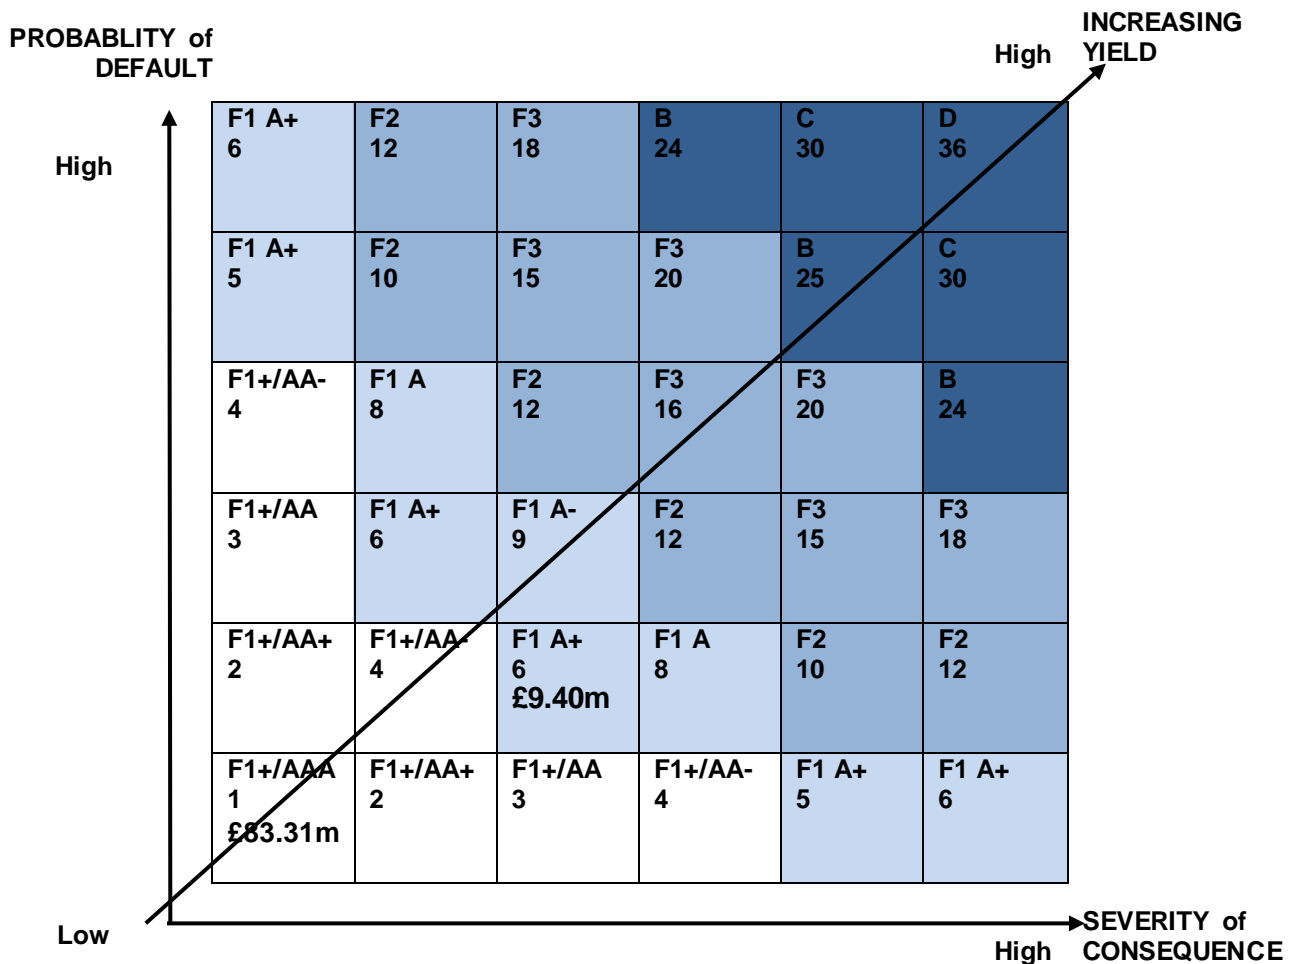 PROBABLITY of
DEFAULT
INCREASING
YIELD
High
High
F1 A+
6
F2
12
F3
18
B
24
C
30
D
36
F1 A+
5
F2
10
F3
15
F3
20
B
25
C
30
F1+/AA-
4
F1 A
8
F2
12
F3
16
F3
20
B
24
F1+/AA
3
F1 A+
6
F1 A-
9
F2
12
F3
15
F3
18
F1+/AA+
2
F1+/AA-
4
F1 A+
6
£9.40m
F1 A
8
F2
10
F2
12
F1+/AAA
1
£83.31m
F1+/AA+
2
F1+/AA
3
F1+/AA-
4
F1 A+
5
F1 A+
6
Low
High
SEVERITY of
CONSEQUENCE